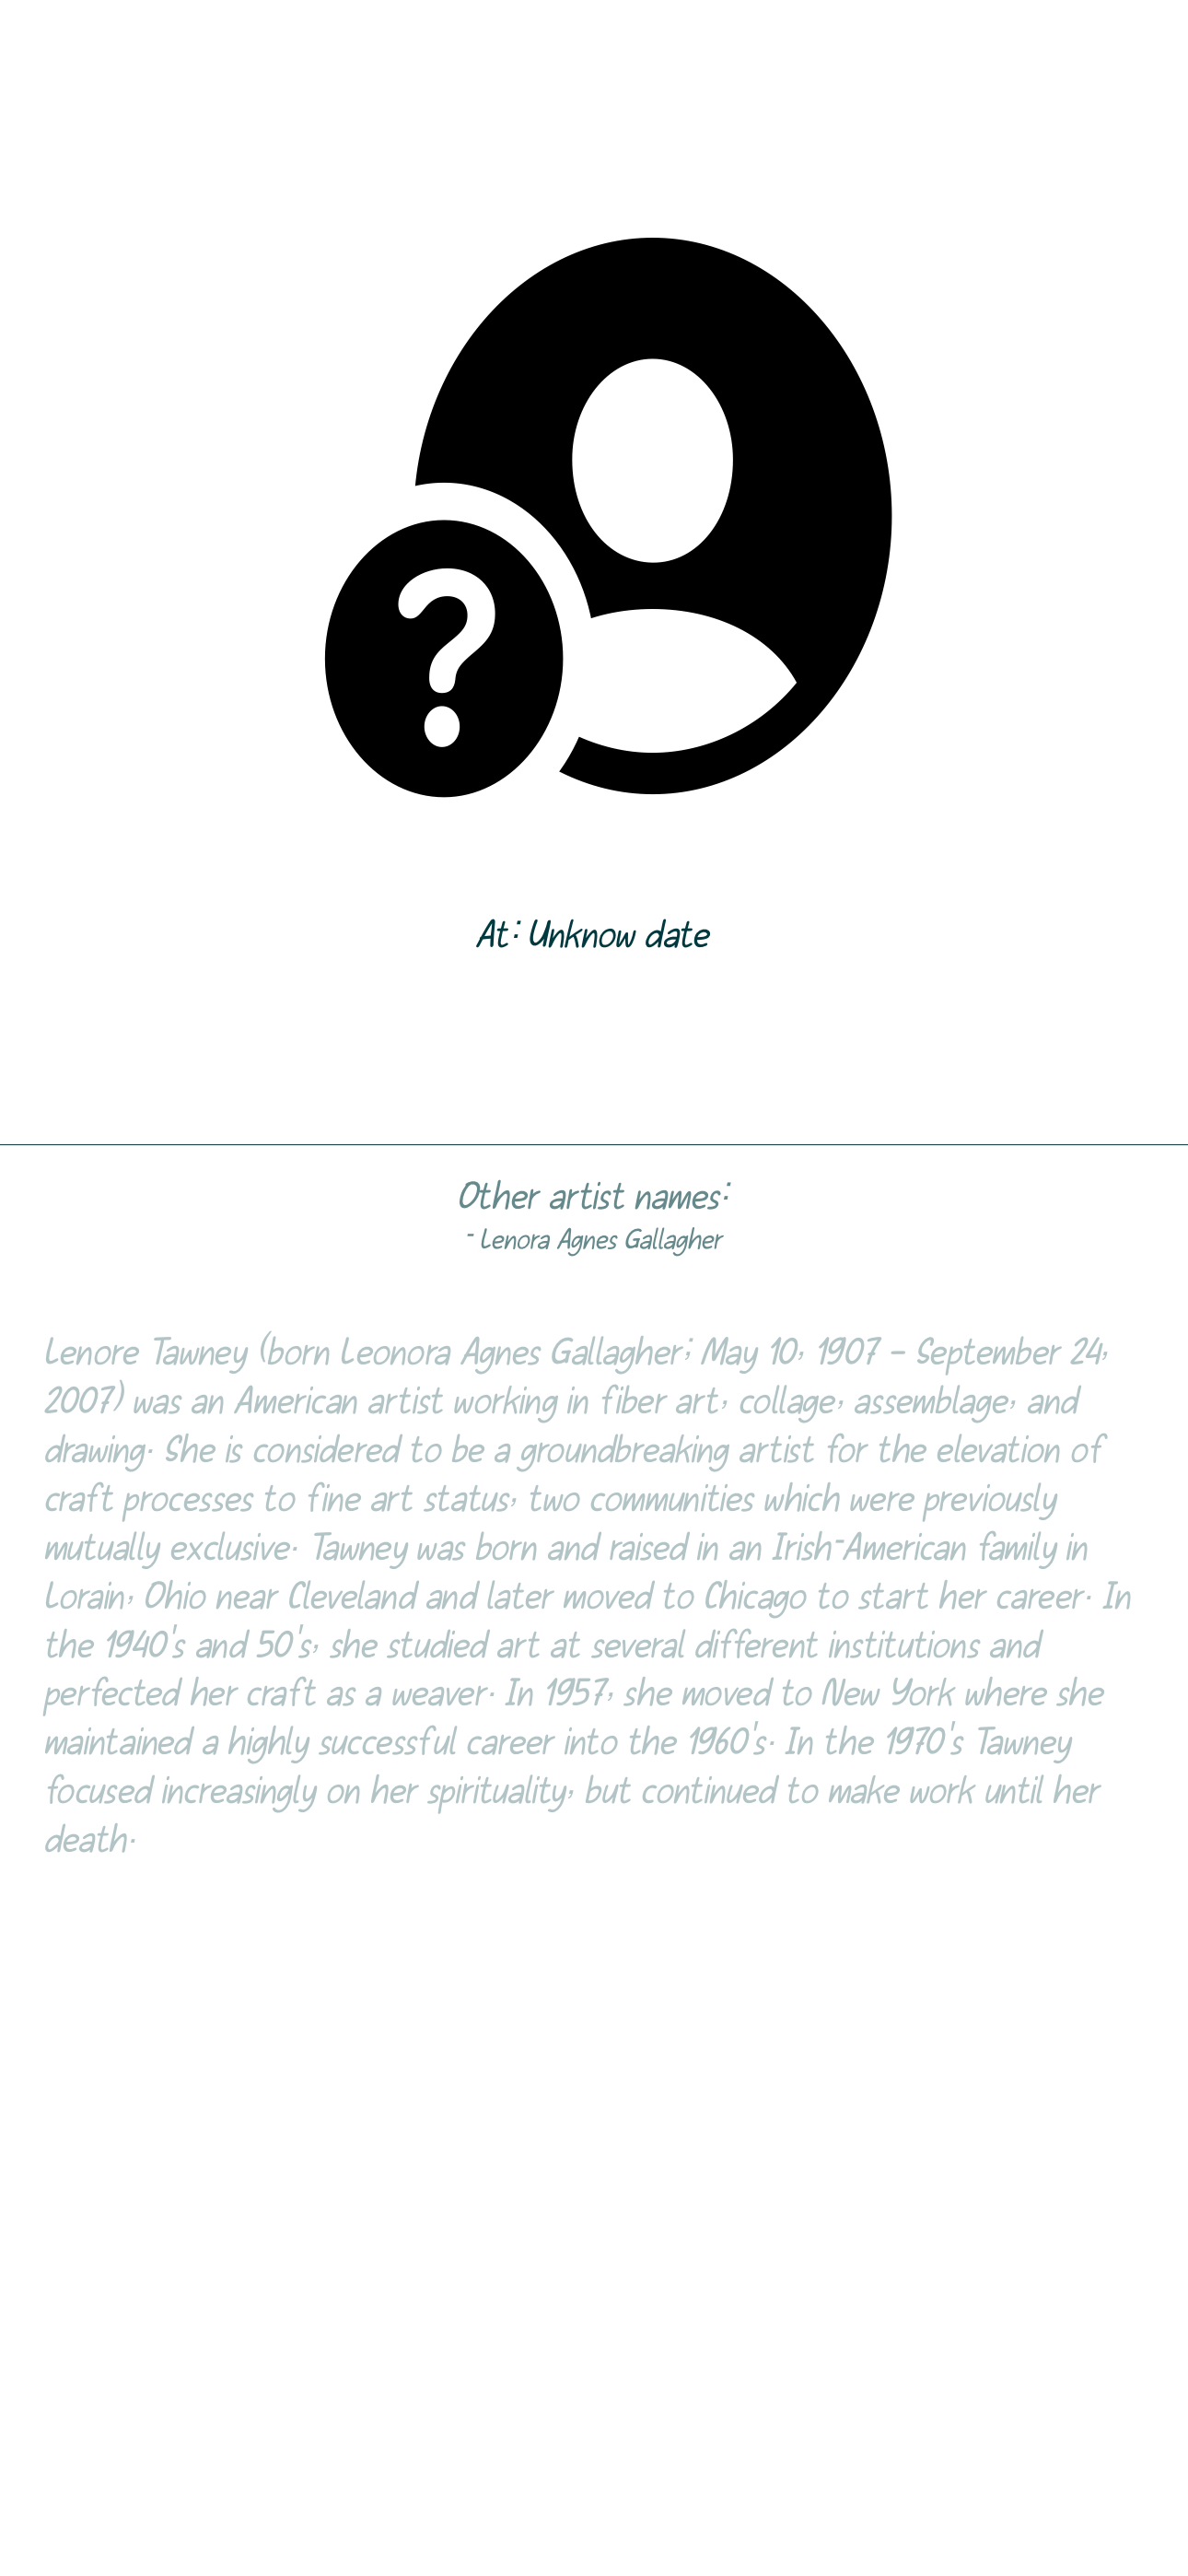 ?
At: Unknow date
Other artist names:
- Lenora Agnes Gallagher
Lenore Tawney (born Leonora Agnes Gallagher; May 10, 1907 – September 24,
2007) was an American artist working in fiber art, collage, assemblage, and
drawing. She is considered to be a groundbreaking artist for the elevation of
craft processes to fine art status, two communities which were previously
mutually exclusive. Tawney was born and raised in an Irish-American family in
Lorain, Ohio near Cleveland and later moved to Chicago to start her career. In
the 1940's and 50's, she studied art at several different institutions and
perfected her craft as a weaver. In 1957, she moved to New York where she
maintained a highly successful career into the 1960's. In the 1970's Tawney
focused increasingly on her spirituality, but continued to make work until her
death.